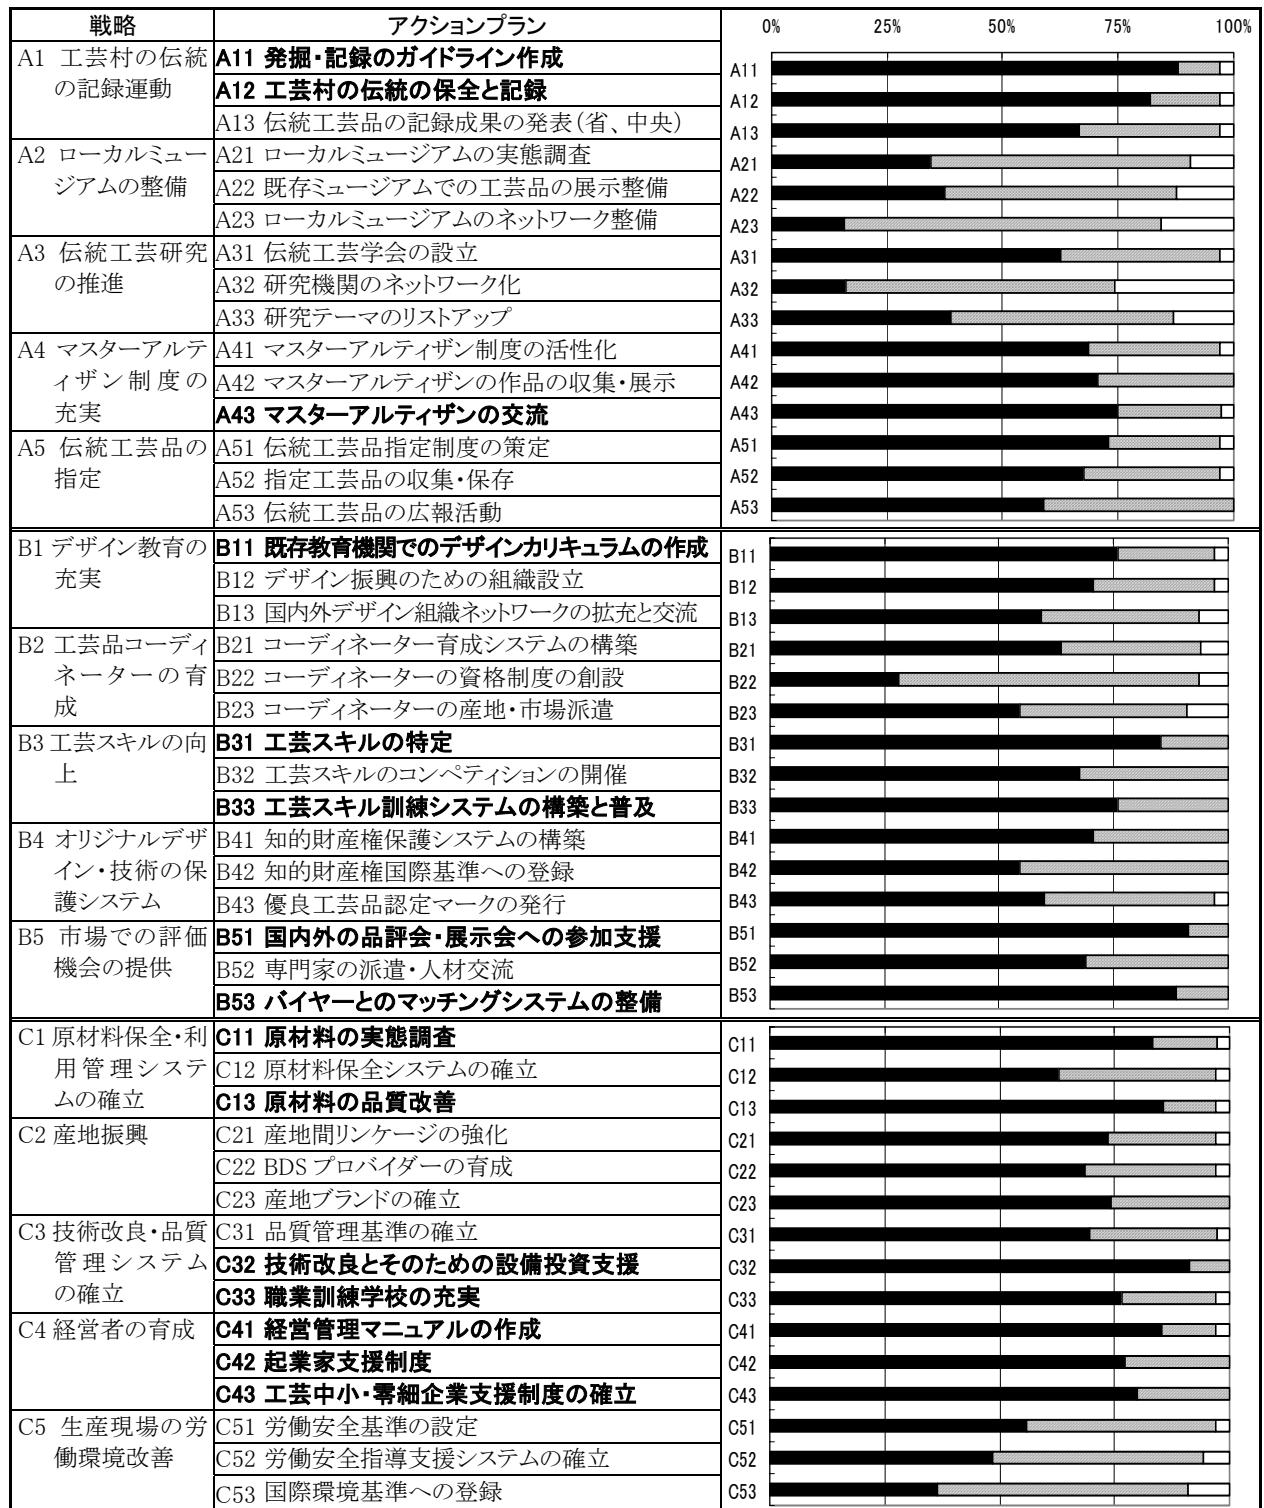 戦略 アクションプラン 0% 25% 50% 75% 100%
A1 工芸村の伝統 A11 発掘・記録のガイドライン作成 A11
の記録運動 A12 工芸村の伝統の保全と記録 A12
A13 伝統工芸品の記録成果の発表（省、中央） A13
A2 ローカルミュー A21 ローカルミュージアムの実態調査 A21
ジアムの整備 A22 既存ミュージアムでの工芸品の展示整備 A22
A23 ローカルミュージアムのネットワーク整備 A23
A3 伝統工芸研究 A31 伝統工芸学会の設立 A31
の推進 A32 研究機関のネットワーク化 A32
A33 研究テーマのリストアップ A33
A4 マスターアルテ A41 マスターアルティザン制度の活性化 A41
ィザン制度の A42 マスターアルティザンの作品の収集・展示 A42
充実 A43 マスターアルティザンの交流 A43
A5 伝統工芸品の A51 伝統工芸品指定制度の策定 A51
指定 A52 指定工芸品の収集・保存 A52
A53 伝統工芸品の広報活動 A53
B1 デザイン教育の B11 既存教育機関でのデザインカリキュラムの作成 B11
充実 B12 デザイン振興のための組織設立 B12
B13 国内外デザイン組織ネットワークの拡充と交流 B13
B2 工芸品コーディ B21 コーディネーター育成システムの構築 B21
ネーターの育 B22 コーディネーターの資格制度の創設 B22
成 B23 コーディネーターの産地・市場派遣 B23
B3 工芸スキルの向 B31 工芸スキルの特定 B31
上 B32 工芸スキルのコンペティションの開催 B32
B33 工芸スキル訓練システムの構築と普及 B33
B4 オリジナルデザ B41 知的財産権保護システムの構築 B41
イン・技術の保 B42 知的財産権国際基準への登録 B42
護システム B43 優良工芸品認定マークの発行 B43
B5 市場での評価 B51 国内外の品評会・展示会への参加支援 B51
機会の提供 B52 専門家の派遣・人材交流 B52
B53 バイヤーとのマッチングシステムの整備 B53
C1 原材料保全・利 C11 原材料の実態調査 C11
用管理システ C12 原材料保全システムの確立 C12
ムの確立 C13 原材料の品質改善 C13
C2 産地振興 C21 産地間リンケージの強化 C21
C22 BDS プロバイダーの育成 C22
C23 産地ブランドの確立 C23
C3 技術改良・品質 C31 品質管理基準の確立 C31
管理システム C32 技術改良とそのための設備投資支援 C32
の確立 C33 職業訓練学校の充実 C33
C4 経営者の育成 C41 経営管理マニュアルの作成 C41
C42 起業家支援制度 C42
C43 工芸中小・零細企業支援制度の確立 C43
C5 生産現場の労 C51 労働安全基準の設定 C51
働環境改善 C52 労働安全指導支援システムの確立 C52
C53 国際環境基準への登録 C53